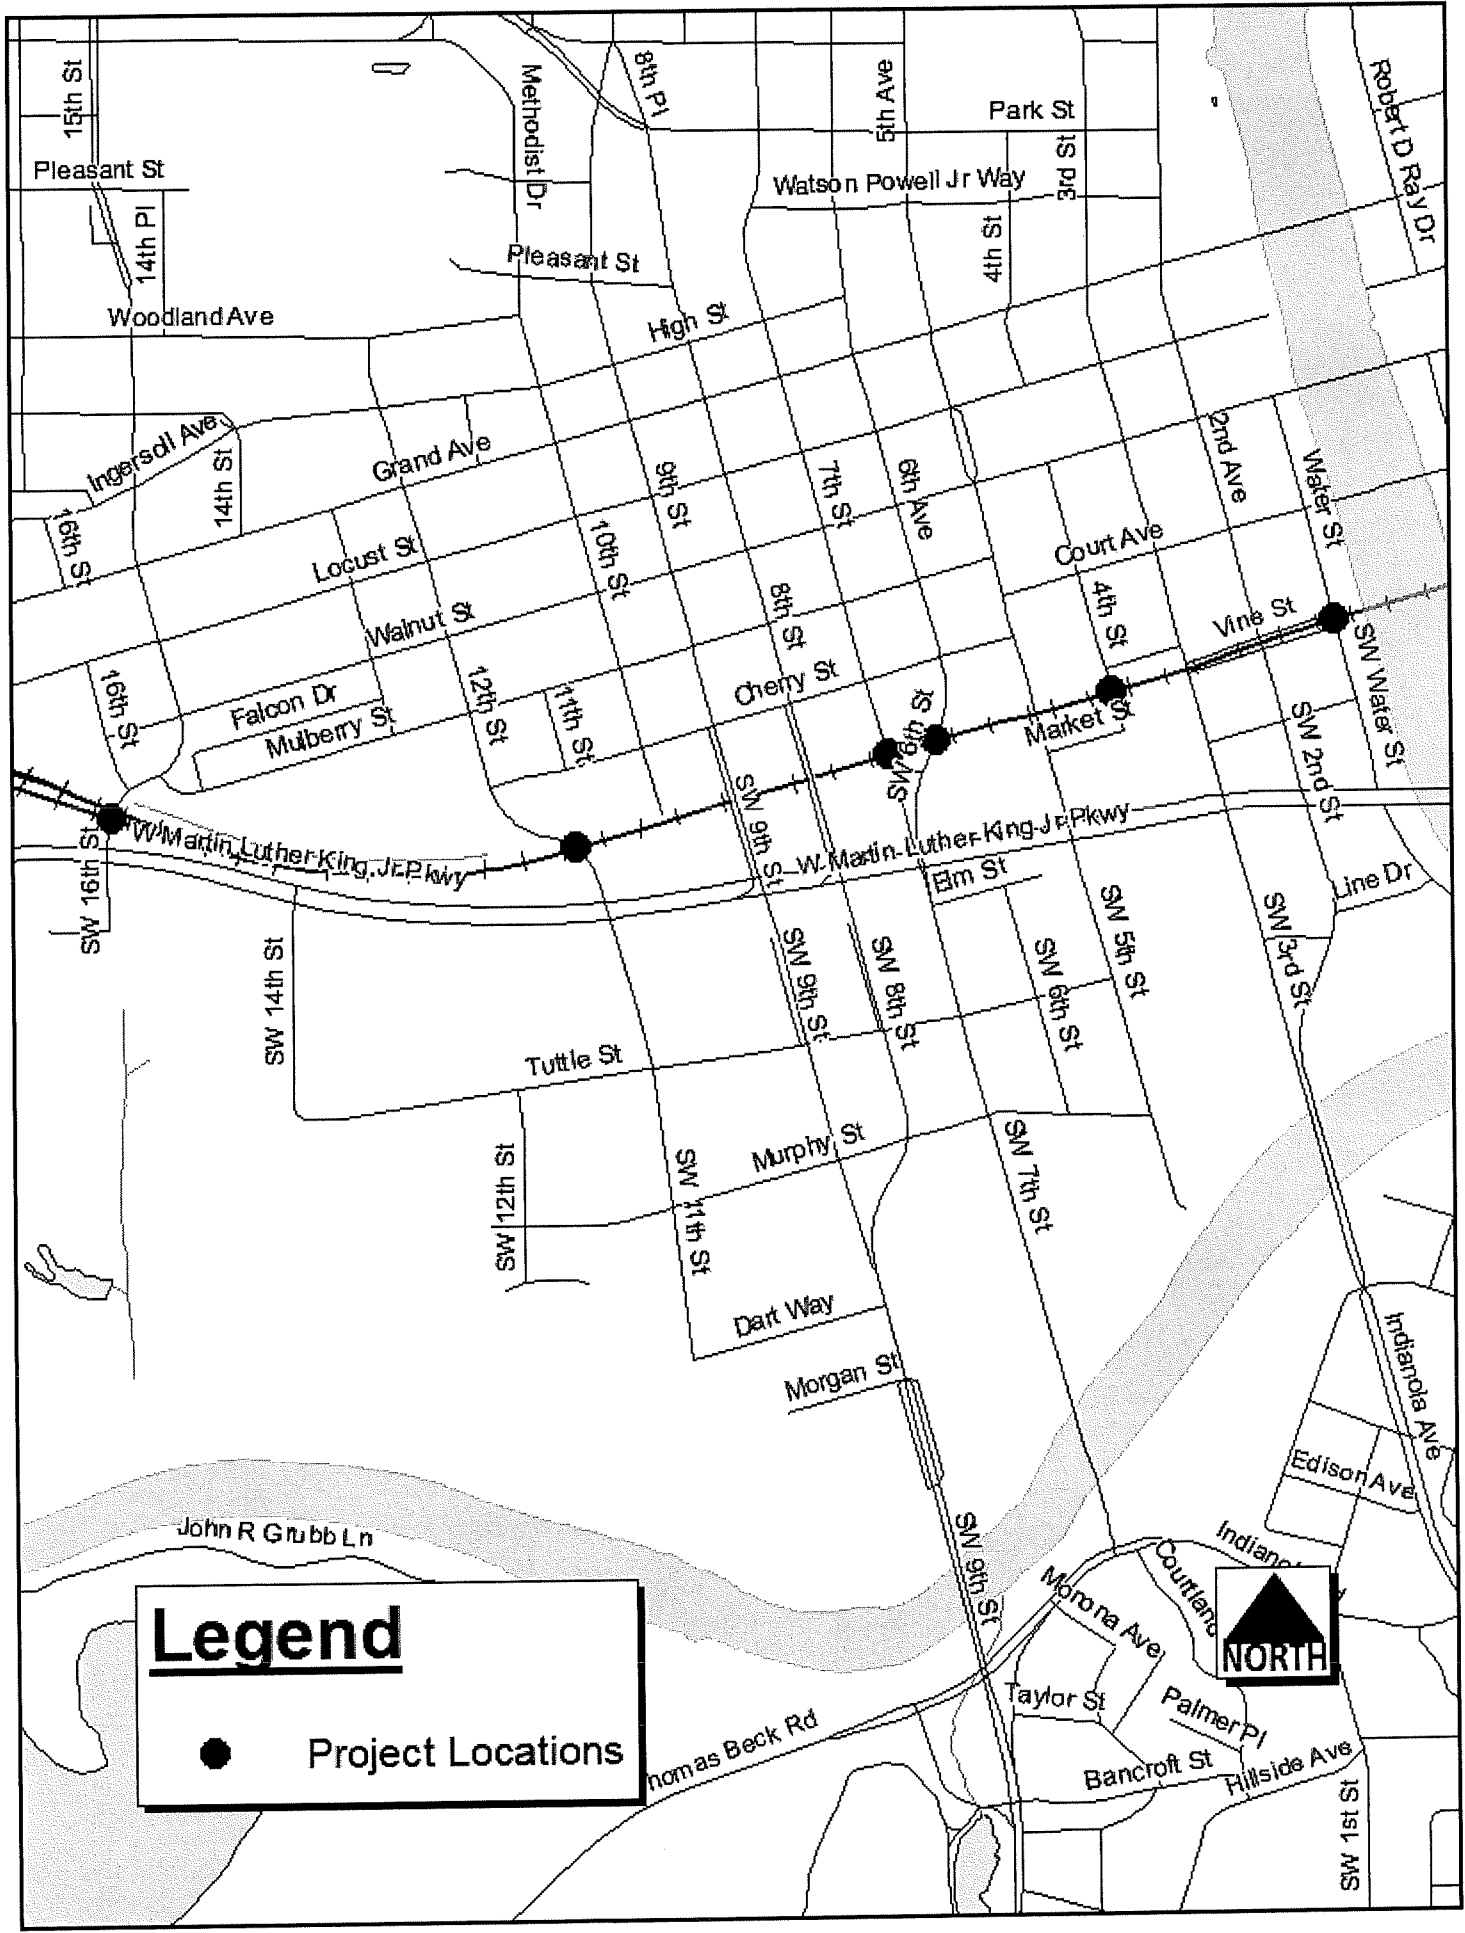 15th St
8th Pl
Methodist Dr
5th Ave
Park St
3rd St
Robert D Ray Dr
Pleasant St
Watson Powell Jr Way
14th Pl
4th St
Pleasant St
Woodland Ave
High St
Ingersoll Ave
14th St
Grand Ave
9th St
7th St
6th Ave
2nd Ave
Water St
16th St
Locust St
10th St
Court Ave
Walnut St
8th St
4th St
Vine St
16th St
Falcon Dr
12th St
11th St
Cherry St
SW Water St
Mulberry St
SW 6th St
Market St
SW 2nd St
SW 9th St
W Martin Luther King Jr Pkwy
W Martin Luther King Jr Pkwy
SW 16th St
Elm St
Line Dr
SW 14th St
SW 9th St
SW 8th St
SW 6th St
SW 5th St
SW 3rd St
Tuttle St
SW 12th St
SW 11th St
Murphy St
SW 7th St
Dart Way
Morgan St
Indianola Ave
Edison Ave
John R Grubb Ln
SW 9th St
Indianol
Courtland
Monona Ave
NORTH
Legend
Project Locations
homas Beck Rd
Taylor St
Palmer Pl
Bancroft St
Hillside Ave
SW 1st St